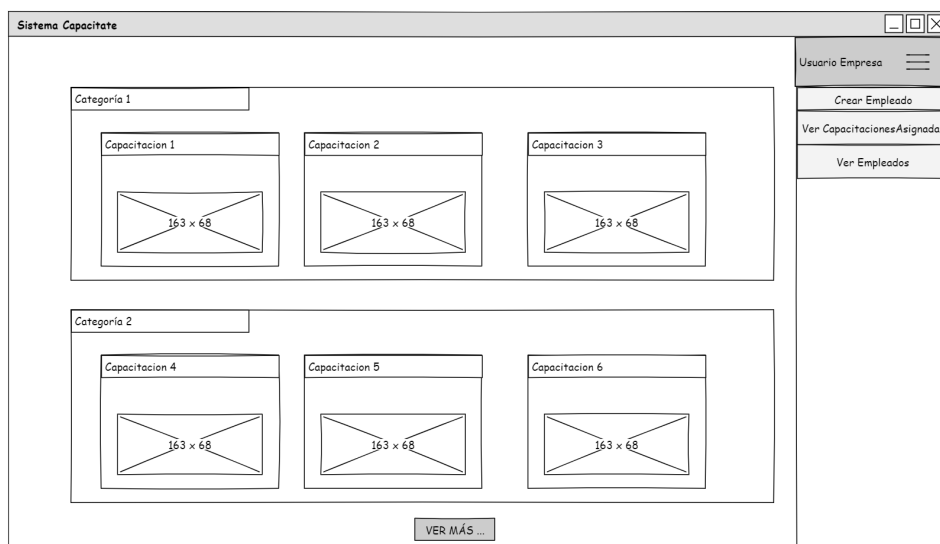 Sistema Capacitate
Usuario Empresa
Crear Empleado
Ver CapacitacionesAsignada
Ver Empleados
Categoría 1
Capacitacion 1
Capacitacion 2
Capacitacion 3
163 x 68
163 x 68
163 x 68
Categoría 2
Capacitacion 4
Capacitacion 5
Capacitacion 6
163 x 68
163 x 68
163 x 68
VER MÁS ...